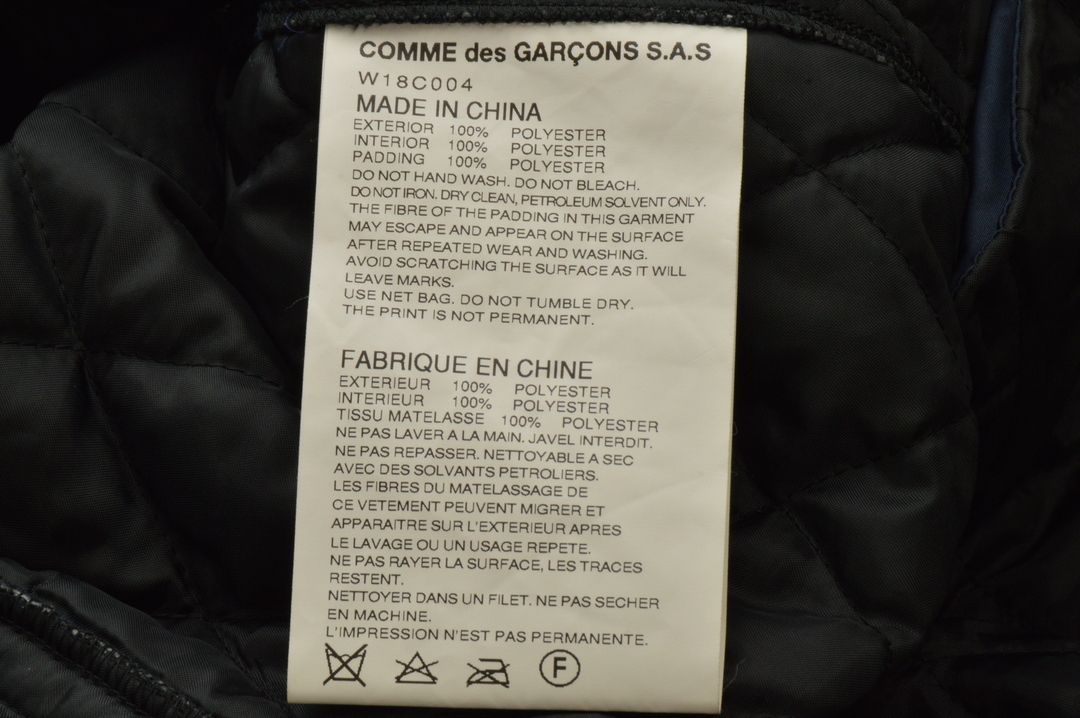 COMME des GARÇONS S.A.S
W18C004
MADE IN CHINA
EXTERIOR 100% POLYESTER
INTERIOR 100% POLYESTER
PADDING 100% POLYESTER
DO NOT HAND WASH. DO NOT BLEACH.
DO NOT IRON. DRY CLEAN, PETROLEUM SOLVENT ONLY.
THE FIBRE OF THE PADDING IN THIS GARMENT
MAY ESCAPE AND APPEAR ON THE SURFACE
AFTER REPEATED WEAR AND WASHING.
AVOID SCRATCHING THE SURFACE AS IT WILL
LEAVE MARKS.
USE NET BAG. DO NOT TUMBLE DRY.
THE PRINT IS NOT PERMANENT.
FABRIQUE EN CHINE
EXTERIEUR 100% POLYESTER
INTERIEUR 100% POLYESTER
TISSU MATELASSE 100% POLYESTER
NE PAS LAVER A LA MAIN. JAVEL INTERDIT.
NE PAS REPASSER. NETTOYABLE A SEC
AVEC DES SOLVANTS PETROLIERS.
LES FIBRES DU MATELASSAGE DE
CE VETEMENT PEUVENT MIGRER ET
APPARAITRE SUR L'EXTERIEUR APRES
LE LAVAGE OU UN USAGE REPETE.
NE PAS RAYER LA SURFACE, LES TRACES
RESTENT.
NETTOYER DANS UN FILET. NE PAS SECHER
EN MACHINE.
L'IMPRESSION N'EST PAS PERMANENTE.
F